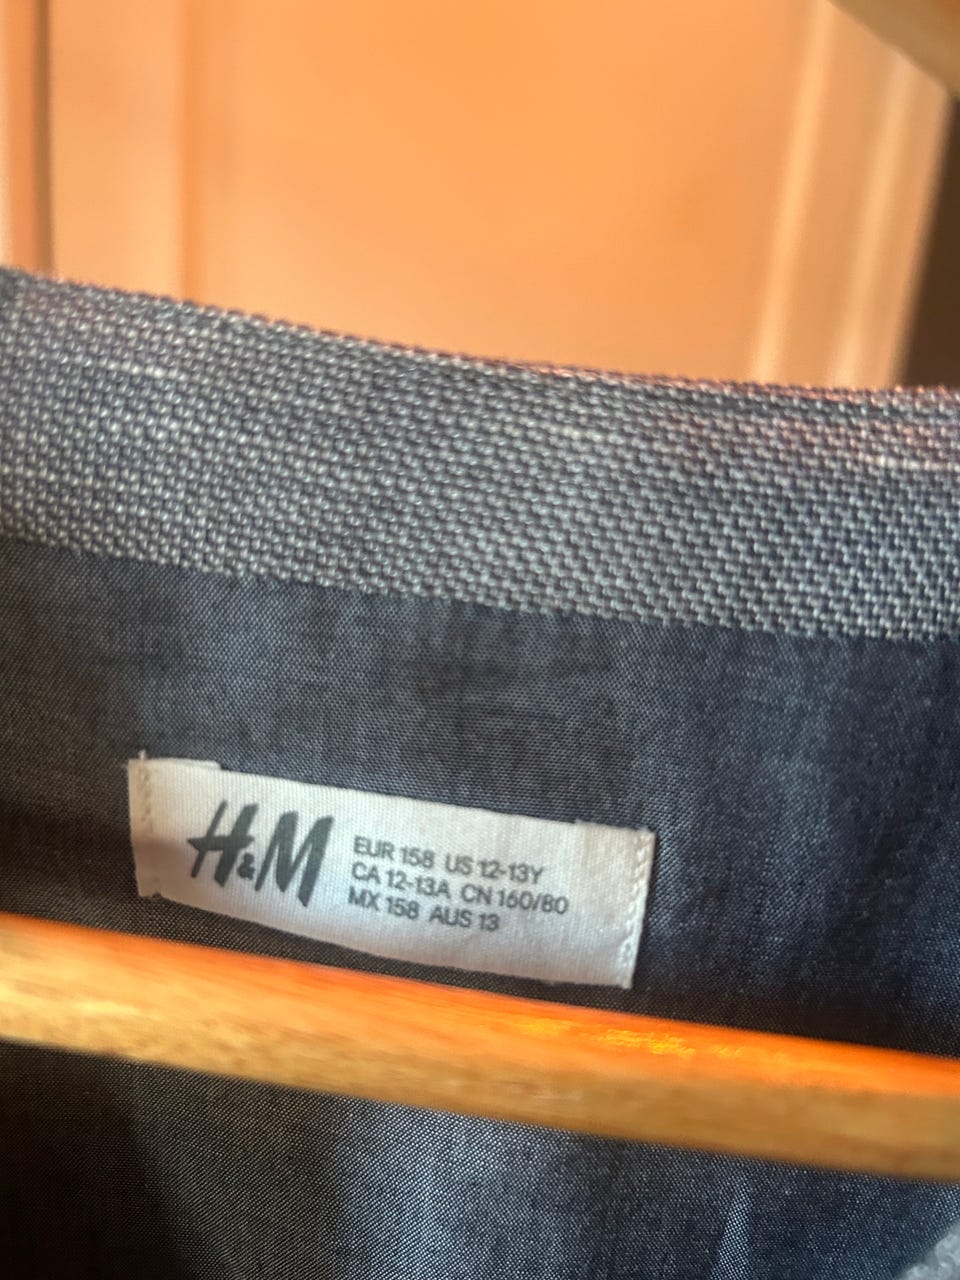 H&M
EUR 158 US 12-13Y
CA 12-13A CN 160/80
MX 158 AUS 13